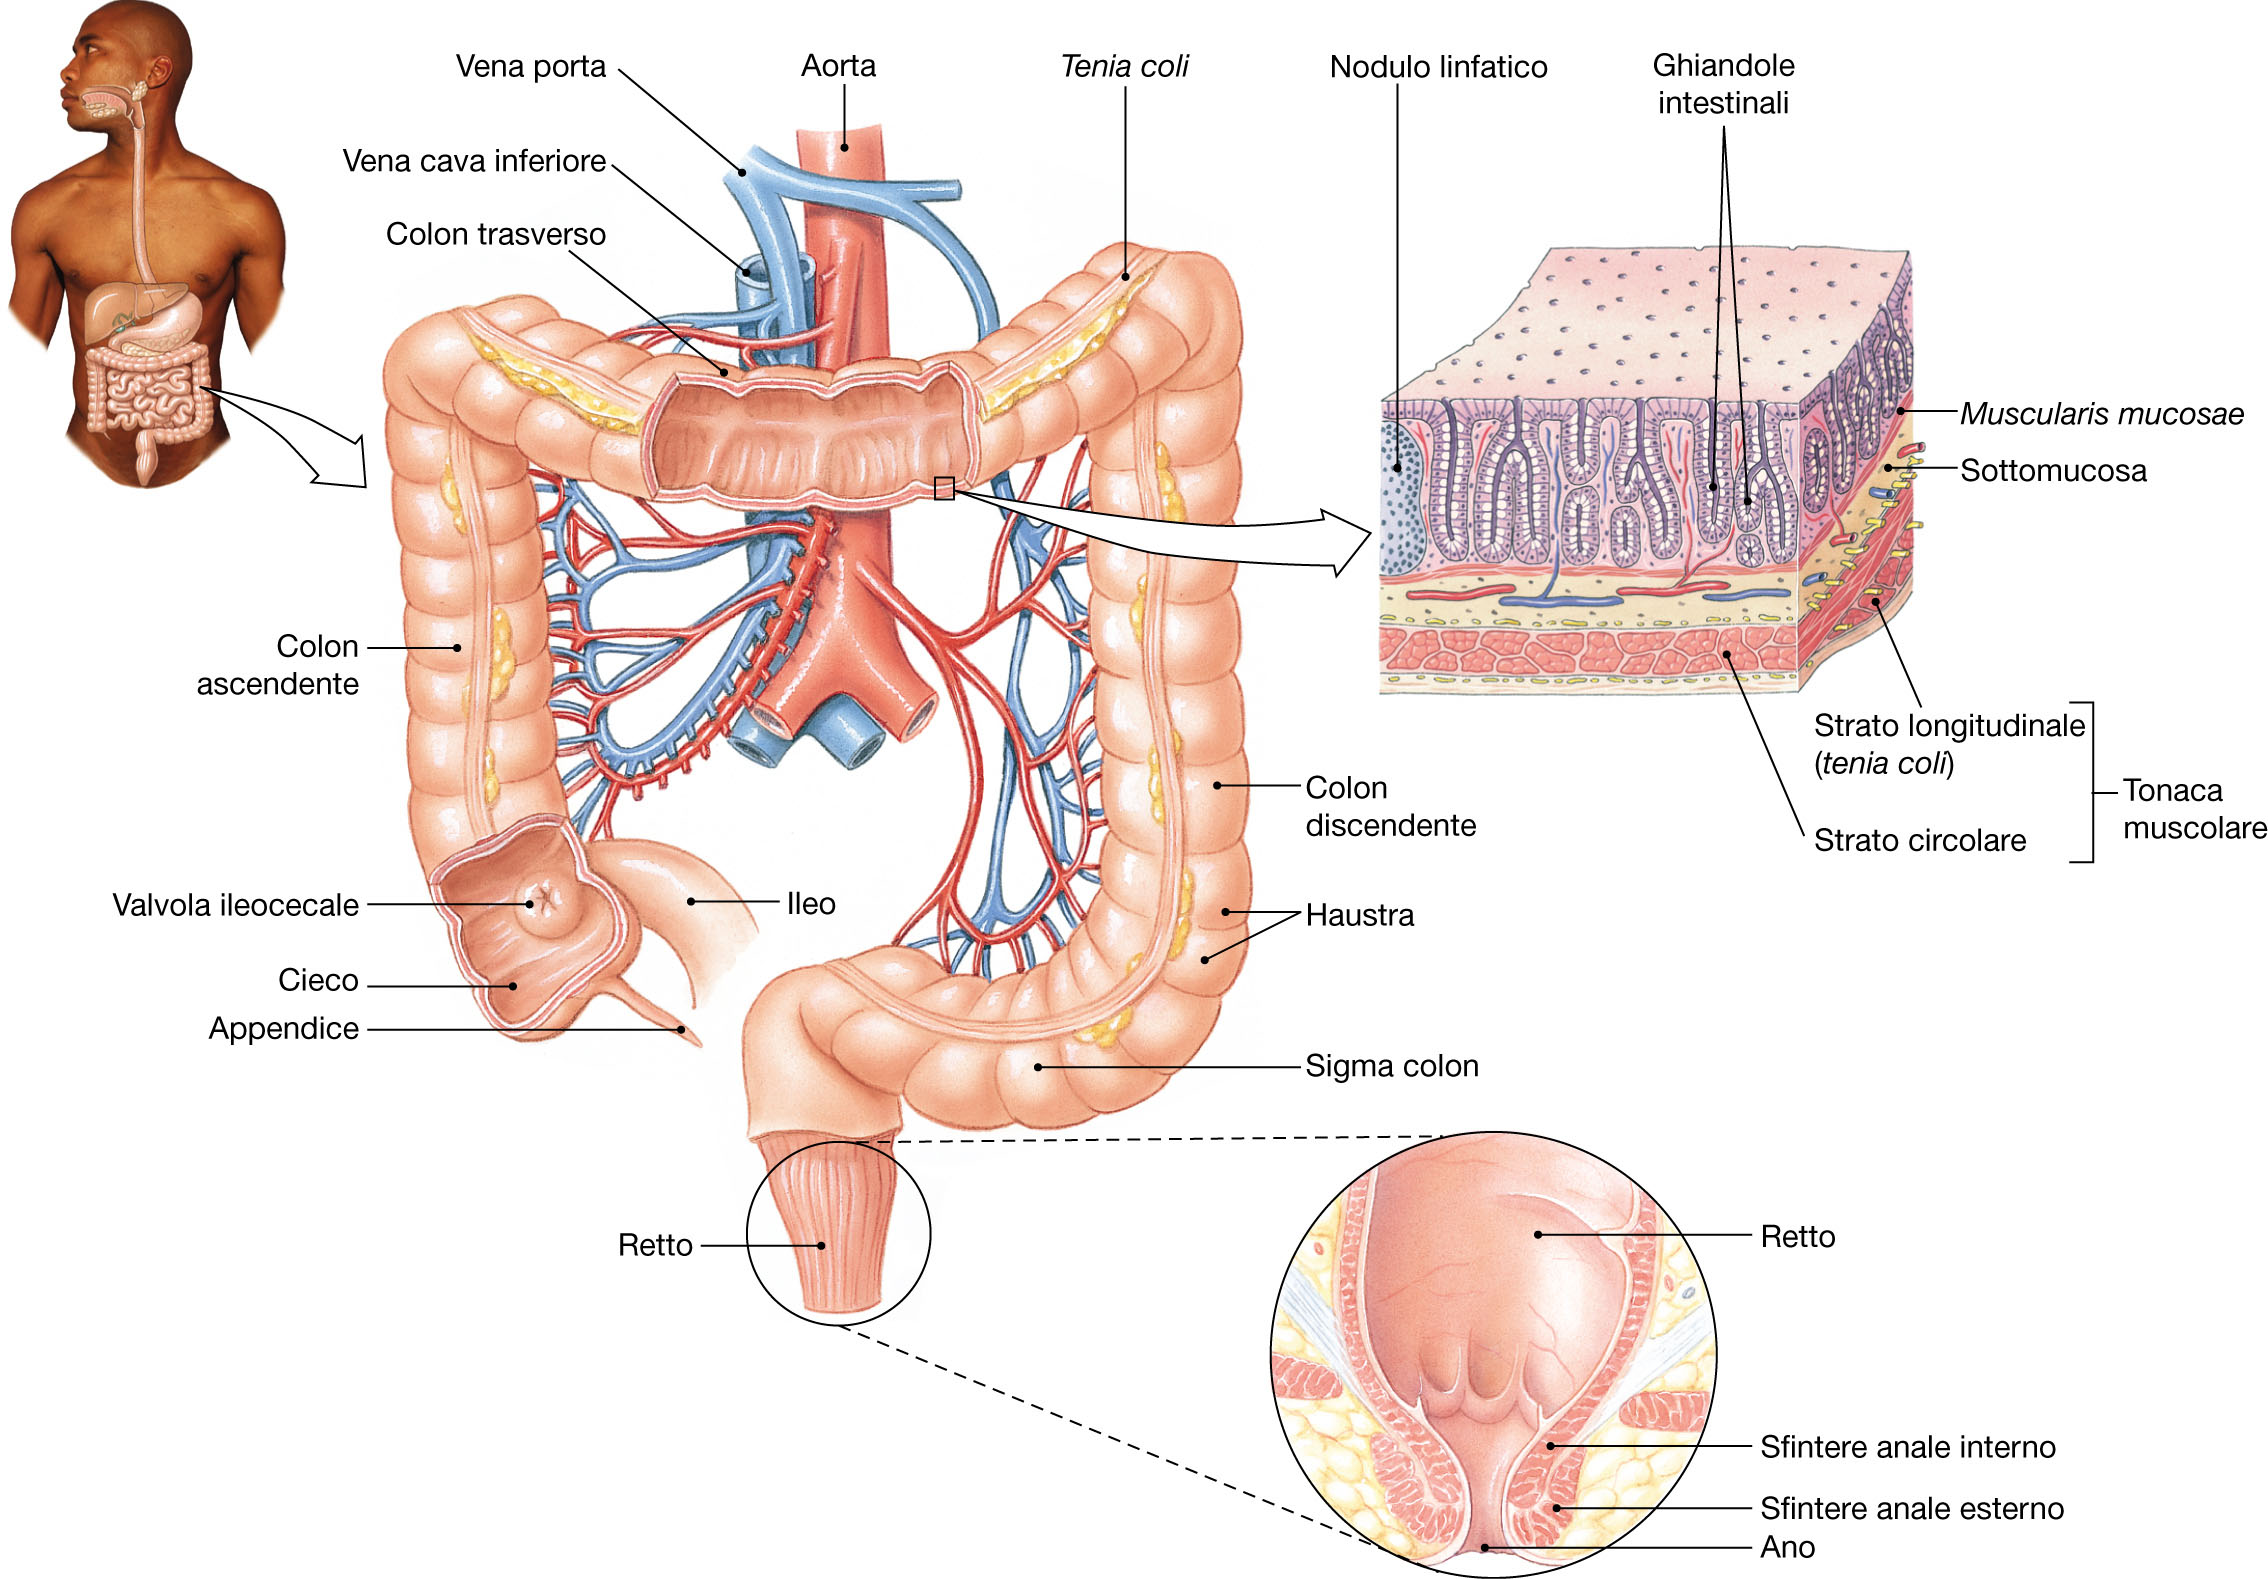 Vena porta
Aorta
Tenia coli
Nodulo linfatico
Ghiandole
intestinali
Vena cava inferiore
Colon trasverso
Muscularis mucosae
Sottomucosa
Colon
ascendente
Strato longitudinale
(tenia coli)
Tonaca
muscolare
Strato circolare
Colon
discendente
Valvola ileocecale
Ileo
Haustra
Cieco
Appendice
Sigma colon
Retto
Retto
Sfintere anale interno
Sfintere anale esterno
Ano